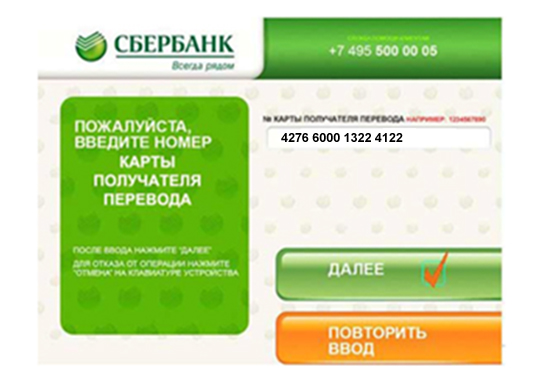 СБЕРБАНК
Всегда рядом
+7 495 500 00 05
ПОЖАЛУЙСТА,
ВВЕДИТЕ НОМЕР
КАРТЫ
ПОЛУЧАТЕЛЯ
ПЕРЕВОДА
ПОСЛЕ ВВОДА НАЖМИТЕ "ДАЛЕЕ"
ДЛЯ ОТКАЗА ОТ ОПЕРАЦИИ НАЖМИТЕ
"ОТМЕНА" НА КЛАВИАТУРЕ УСТРОЙСТВА
№ КАРТЫ ПОЛУЧАТЕЛЯ ПЕРЕВОДА НАПРИМЕР: 1234567890
4276 6000 1322 4122
ДАЛЕЕ
ПОВТОРИТЬ
ВВОД